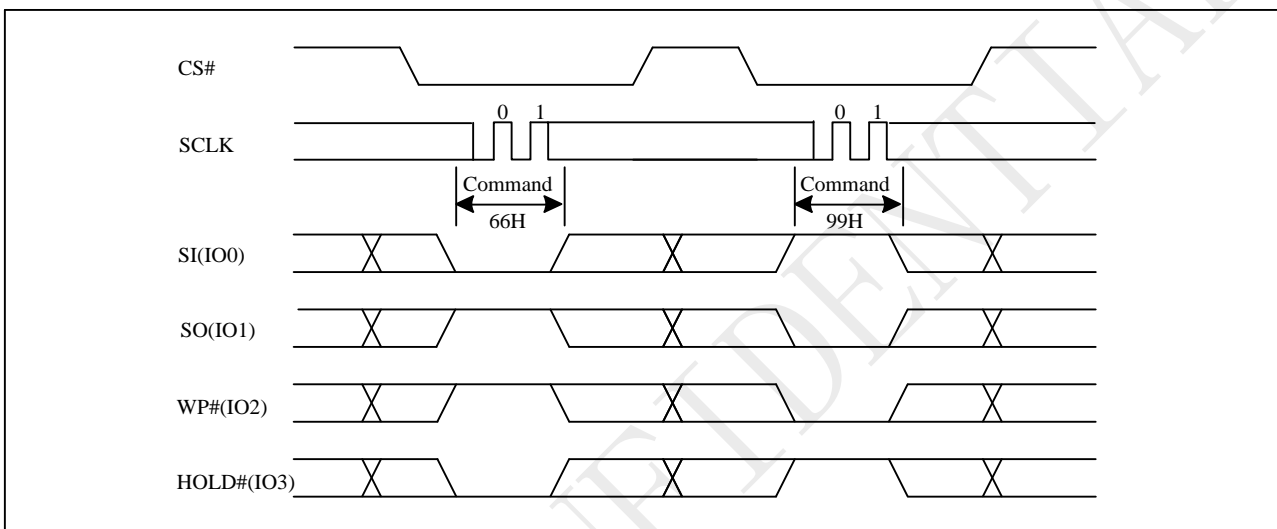 CS#
0 1 0 1
SCLK
Command Command
66H 99H
SI(IO0)
SO(IO1)
WP#(IO2)
HOLD#(IO3)